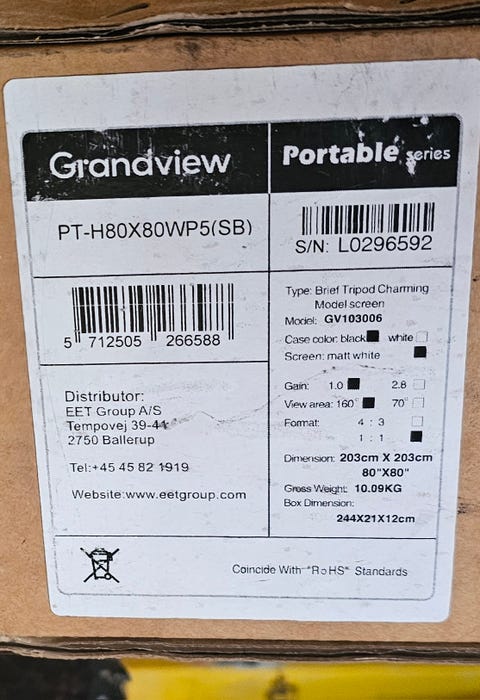 Grandview
Portable series
PT-H80X80WP5(SB)
S/N: L0296592
5 712505 266588
Type: Brief Tripod Charming
Model screen
Model: GV103006
Case color: black white
Screen: matt white
Gain: 1.0 2.8
View area: 160° 70°
Format: 4 : 3
1 : 1
Dimension: 203cm X 203cm
80"X80"
Gross Weight: 10.09KG
Box Dimension:
244X21X12cm
Distributor:
EET Group A/S
Tempovej 39-41
2750 Ballerup
Tel:+45 45 82 1919
Website:www.eetgroup.com
Coincide With "RoHS" Standards